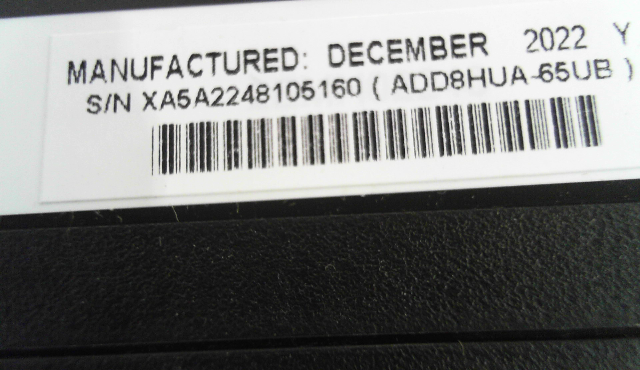 MANUFACTURED: DECEMBER 2022 Y
S/N XA5A2248105160 ( ADD8HUA-65UB )